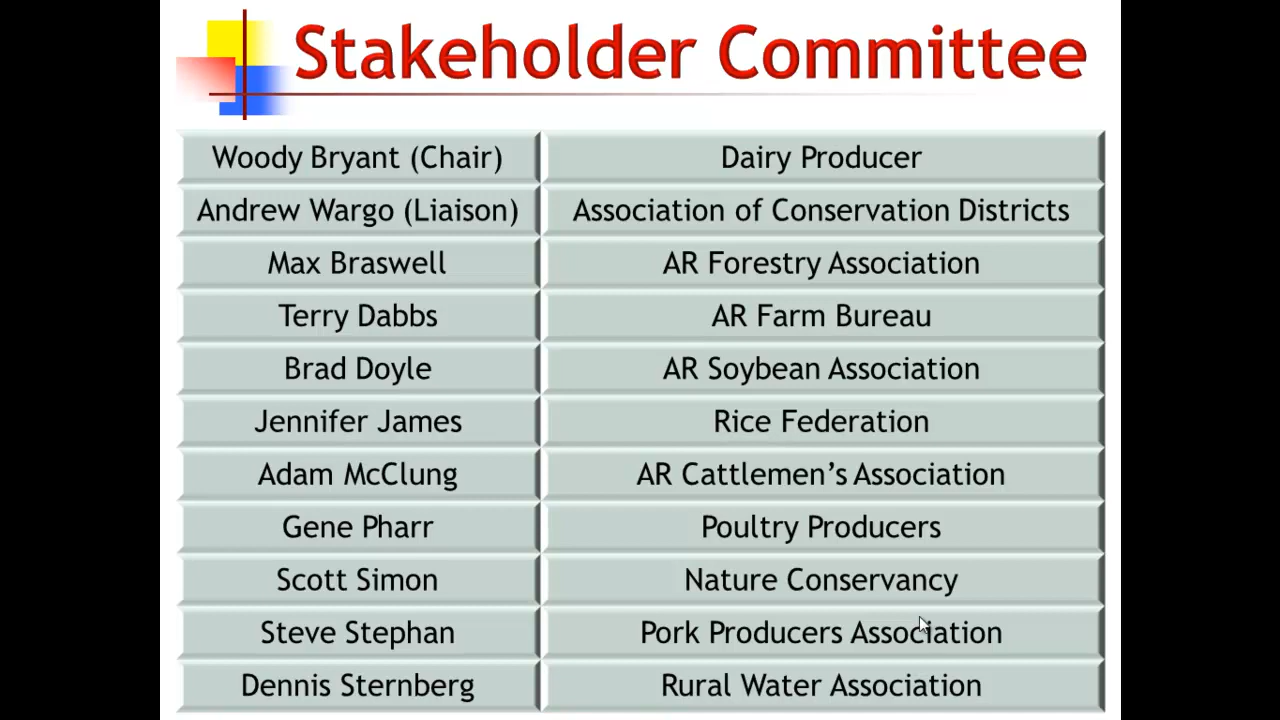 Stakeholder Committee
Woody Bryant (Chair) Dairy Producer
Andrew Wargo (Liaison) Association of Conservation Districts
Max Braswell AR Forestry Association
Terry Dabbs AR Farm Bureau
Brad Doyle AR Soybean Association
Jennifer James Rice Federation
Adam McClung AR Cattlemen’s Association
Gene Pharr Poultry Producers
Scott Simon Nature Conservancy
Steve Stephan Pork Producers Association
Dennis Sternberg Rural Water Association